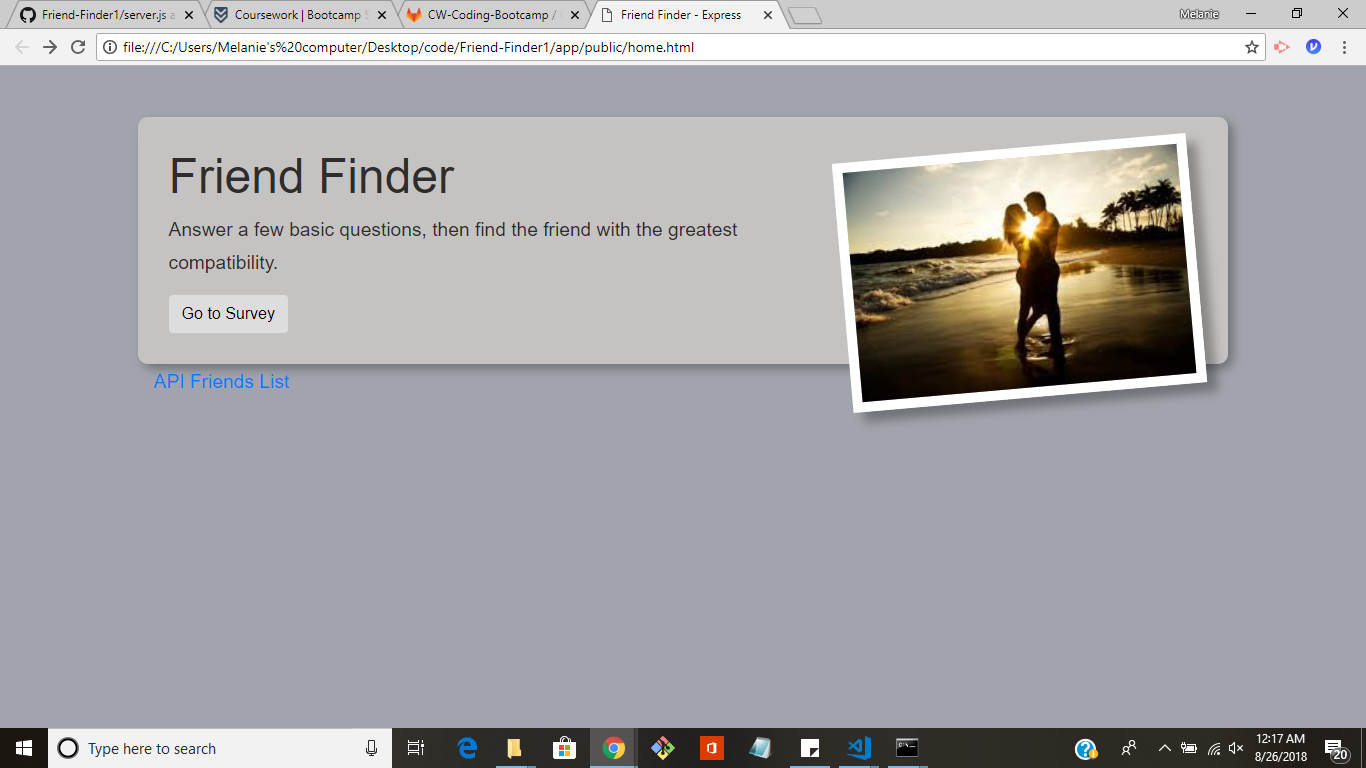 Friend-Finder1/server.js a
Coursework | Bootcamp S
CW-Coding-Bootcamp /
Friend Finder - Express
Melanie
file:///C:/Users/Melanie's%20computer/Desktop/code/Friend-Finder1/app/public/home.html
Friend Finder
Answer a few basic questions, then find the friend with the greatest
compatibility.
Go to Survey
API Friends List
Type here to search
12:17 AM
8/26/2018
20